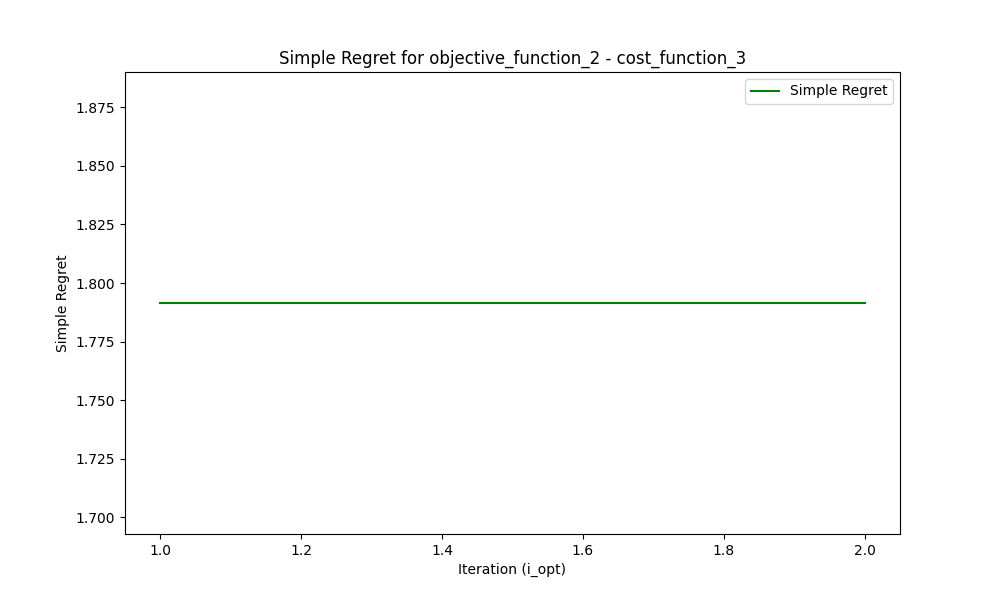 Simple Regret for objective_function_2 - cost_function_3
Simple Regret
1.875
1.850
1.825
1.800
1.775
1.750
1.725
1.700
Simple Regret
1.0 1.2 1.4 1.6 1.8 2.0
Iteration (i_opt)